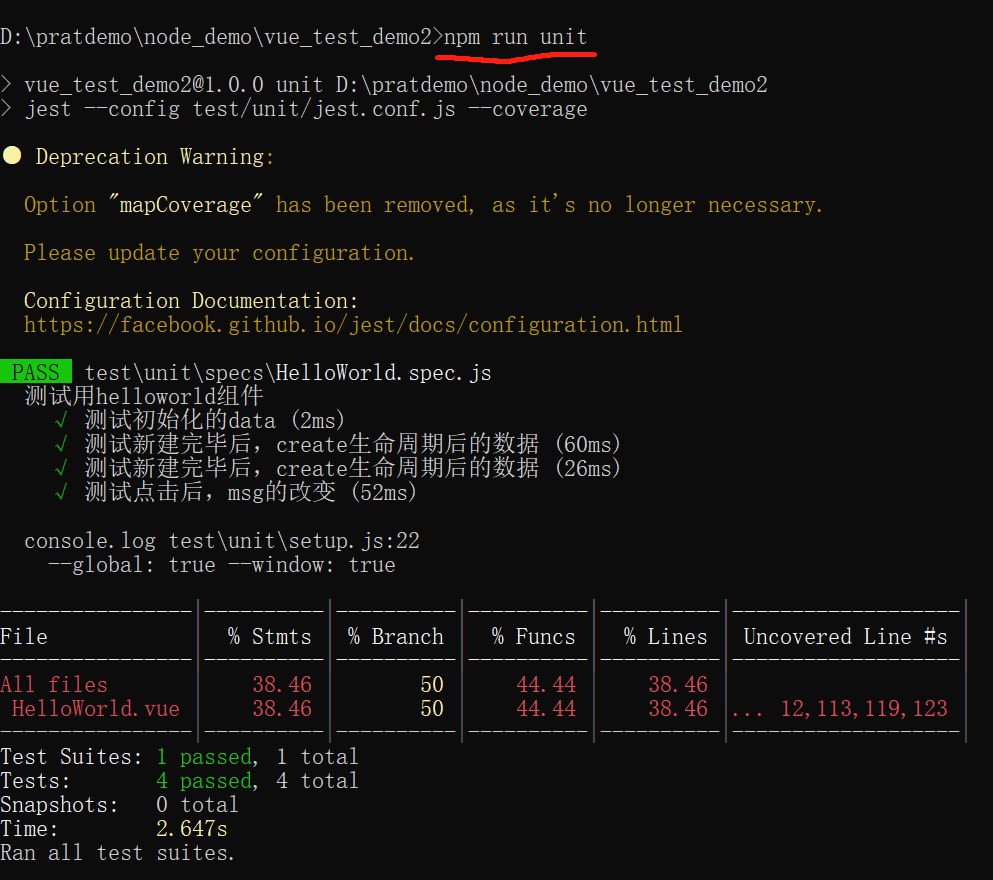 D:\pratdemo\node_demo\vue_test_demo2>npm run unit
> vue_test_demo2@1.0.0 unit D:\pratdemo\node_demo\vue_test_demo2
> jest --config test/unit/jest.conf.js --coverage
● Deprecation Warning:
Option "mapCoverage" has been removed, as it's no longer necessary.
Please update your configuration.
Configuration Documentation:
https://facebook.github.io/jest/docs/configuration.html
PASS test\unit\specs\HelloWorld.spec.js
测试用helloworld组件
√ 测试初始化的data (2ms)
√ 测试新建完毕后，create生命周期后的数据 (60ms)
√ 测试新建完毕后，create生命周期后的数据 (26ms)
√ 测试点击后，msg的改变 (52ms)
console.log test\unit\setup.js:22
--global: true --window: true
----------------|----------|----------|----------|----------|-------------------|
File | % Stmts | % Branch | % Funcs | % Lines | Uncovered Line #s |
----------------|----------|----------|----------|----------|-------------------|
All files | 38.46 | 50 | 44.44 | 38.46 | |
HelloWorld.vue | 38.46 | 50 | 44.44 | 38.46 |... 12,113,119,123 |
----------------|----------|----------|----------|----------|-------------------|
Test Suites: 1 passed, 1 total
Tests: 4 passed, 4 total
Snapshots: 0 total
Time: 2.647s
Ran all test suites.